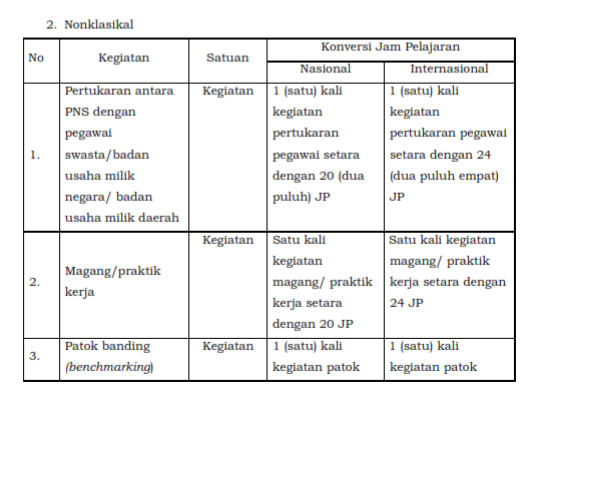 2. Nonklasikal
No
Kegiatan
Satuan
Konversi Jam Pelajaran
Nasional
Internasional
1.
Pertukaran antara
PNS dengan
pegawai
swasta/badan
usaha milik
negara/ badan
usaha milik daerah
Kegiatan
1 (satu) kali
kegiatan
pertukaran
pegawai setara
dengan 20 (dua
puluh) JP
1 (satu) kali
kegiatan
pertukaran pegawai
setara dengan 24
(dua puluh empat)
JP
2.
Magang/praktik
kerja
Kegiatan
Satu kali
kegiatan
magang/ praktik
kerja setara
dengan 20 JP
Satu kali kegiatan
magang/ praktik
kerja setara dengan
24 JP
3.
Patok banding
(benchmarking)
Kegiatan
1 (satu) kali
kegiatan patok
1 (satu) kali
kegiatan patok